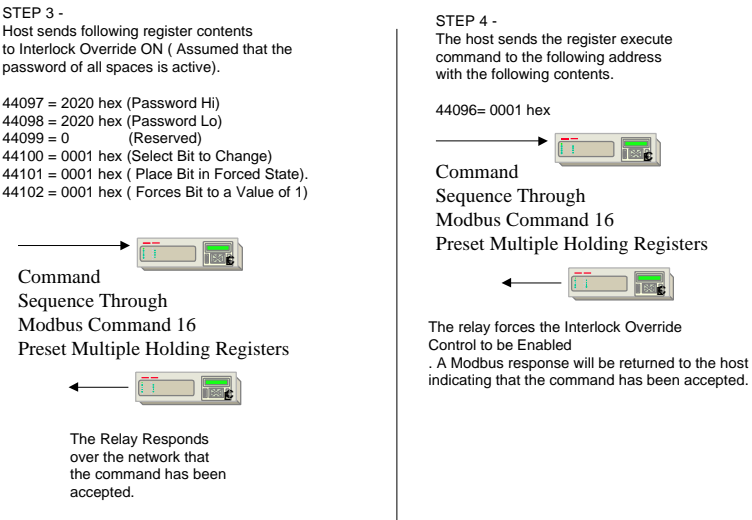 STEP 3 -
Host sends following register contents
to Interlock Override ON ( Assumed that the
password of all spaces is active).
44097 = 2020 hex (Password Hi)
44098 = 2020 hex (Password Lo)
44099 = 0 (Reserved)
44100 = 0001 hex (Select Bit to Change)
44101 = 0001 hex ( Place Bit in Forced State).
44102 = 0001 hex ( Forces Bit to a Value of 1)
Command
Sequence Through
Modbus Command 16
Preset Multiple Holding Registers
The Relay Responds
over the network that
the command has been
accepted.
STEP 4 -
The host sends the register execute
command to the following address
with the following contents.
44096= 0001 hex
Command
Sequence Through
Modbus Command 16
Preset Multiple Holding Registers
The relay forces the Interlock Override
Control to be Enabled
. A Modbus response will be returned to the host
indicating that the command has been accepted.